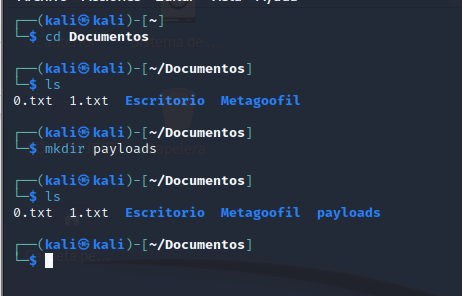 ┌──(kali㉿kali)-[~]
└─$ cd Documentos
┌──(kali㉿kali)-[~/Documentos]
└─$ ls
0.txt 1.txt Escritorio Metagoofil
┌──(kali㉿kali)-[~/Documentos]
└─$ mkdir payloads
┌──(kali㉿kali)-[~/Documentos]
└─$ ls
0.txt 1.txt Escritorio Metagoofil payloads
┌──(kali㉿kali)-[~/Documentos]
└─$